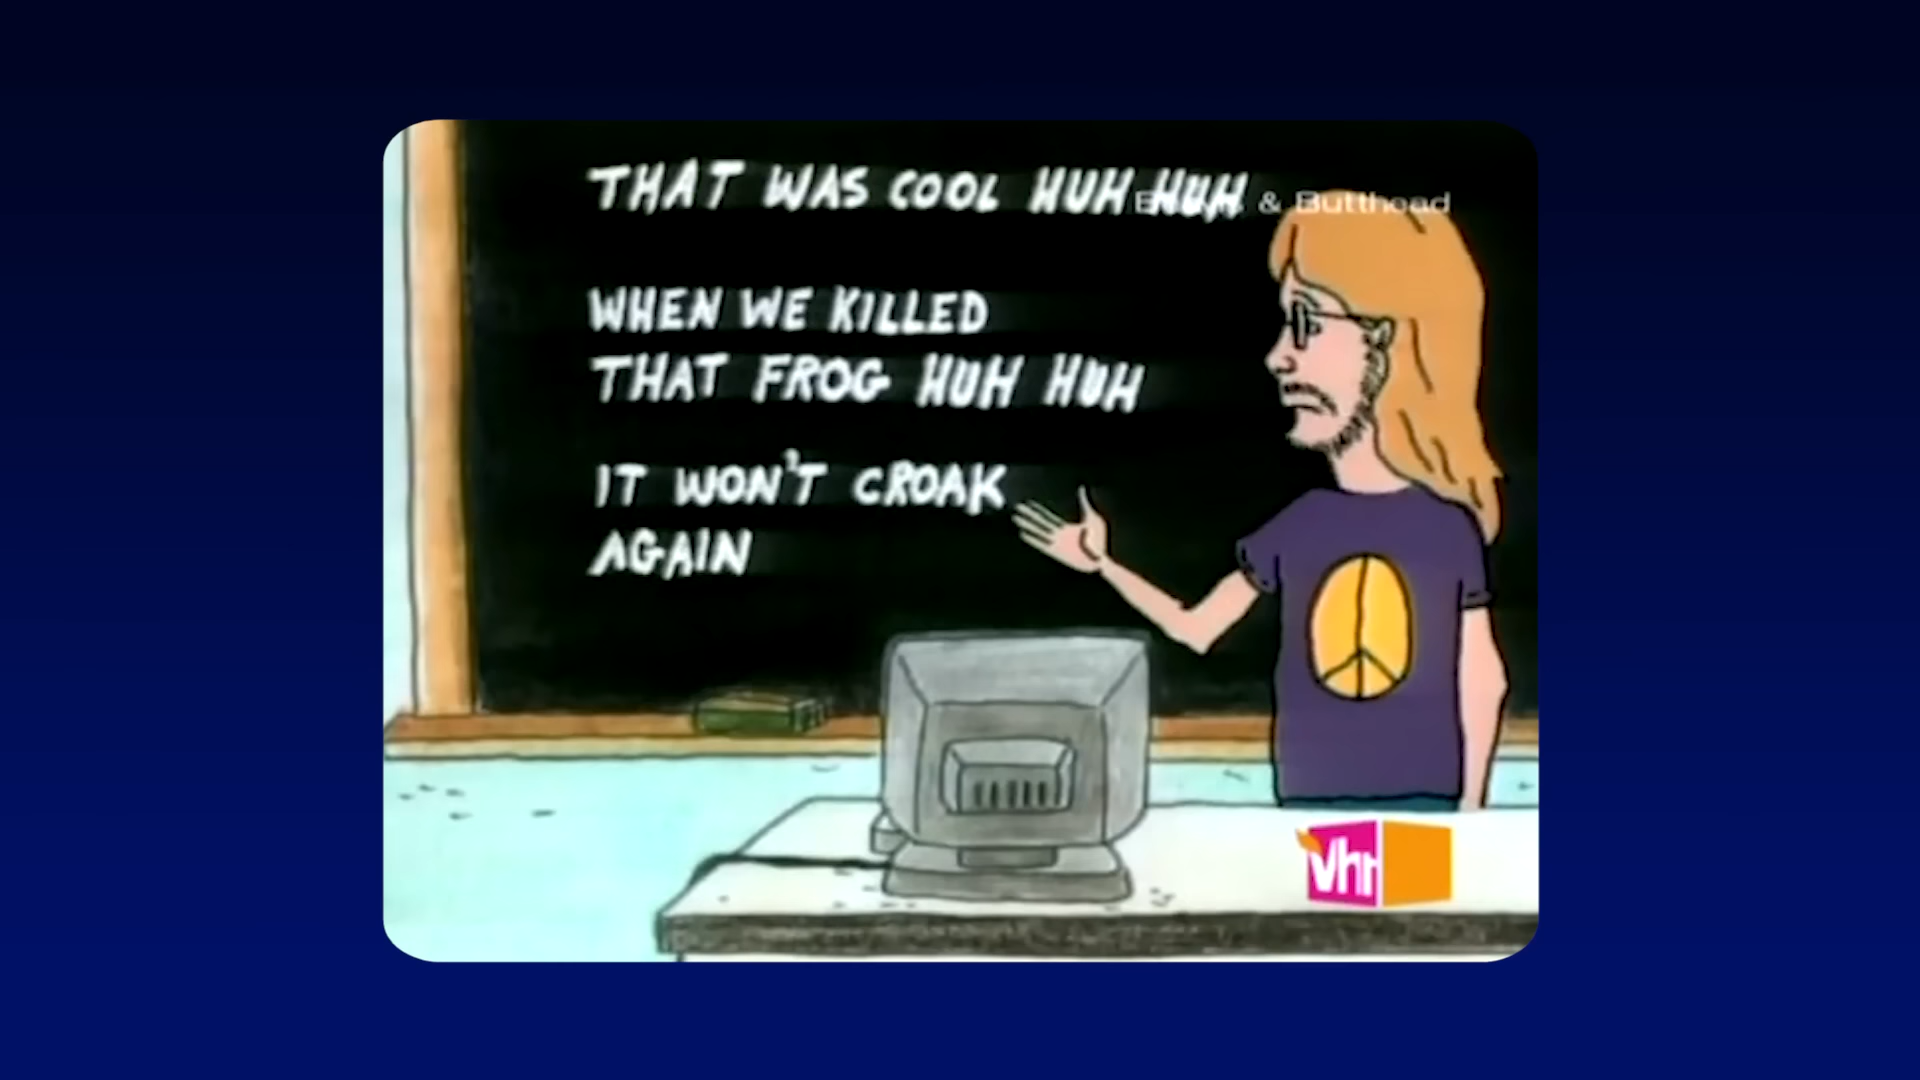 THAT WAS COOL HUH HUH
& Butthead
WHEN WE KILLED
THAT FROG HUH HUH
IT WON'T CROAK
AGAIN
vh1